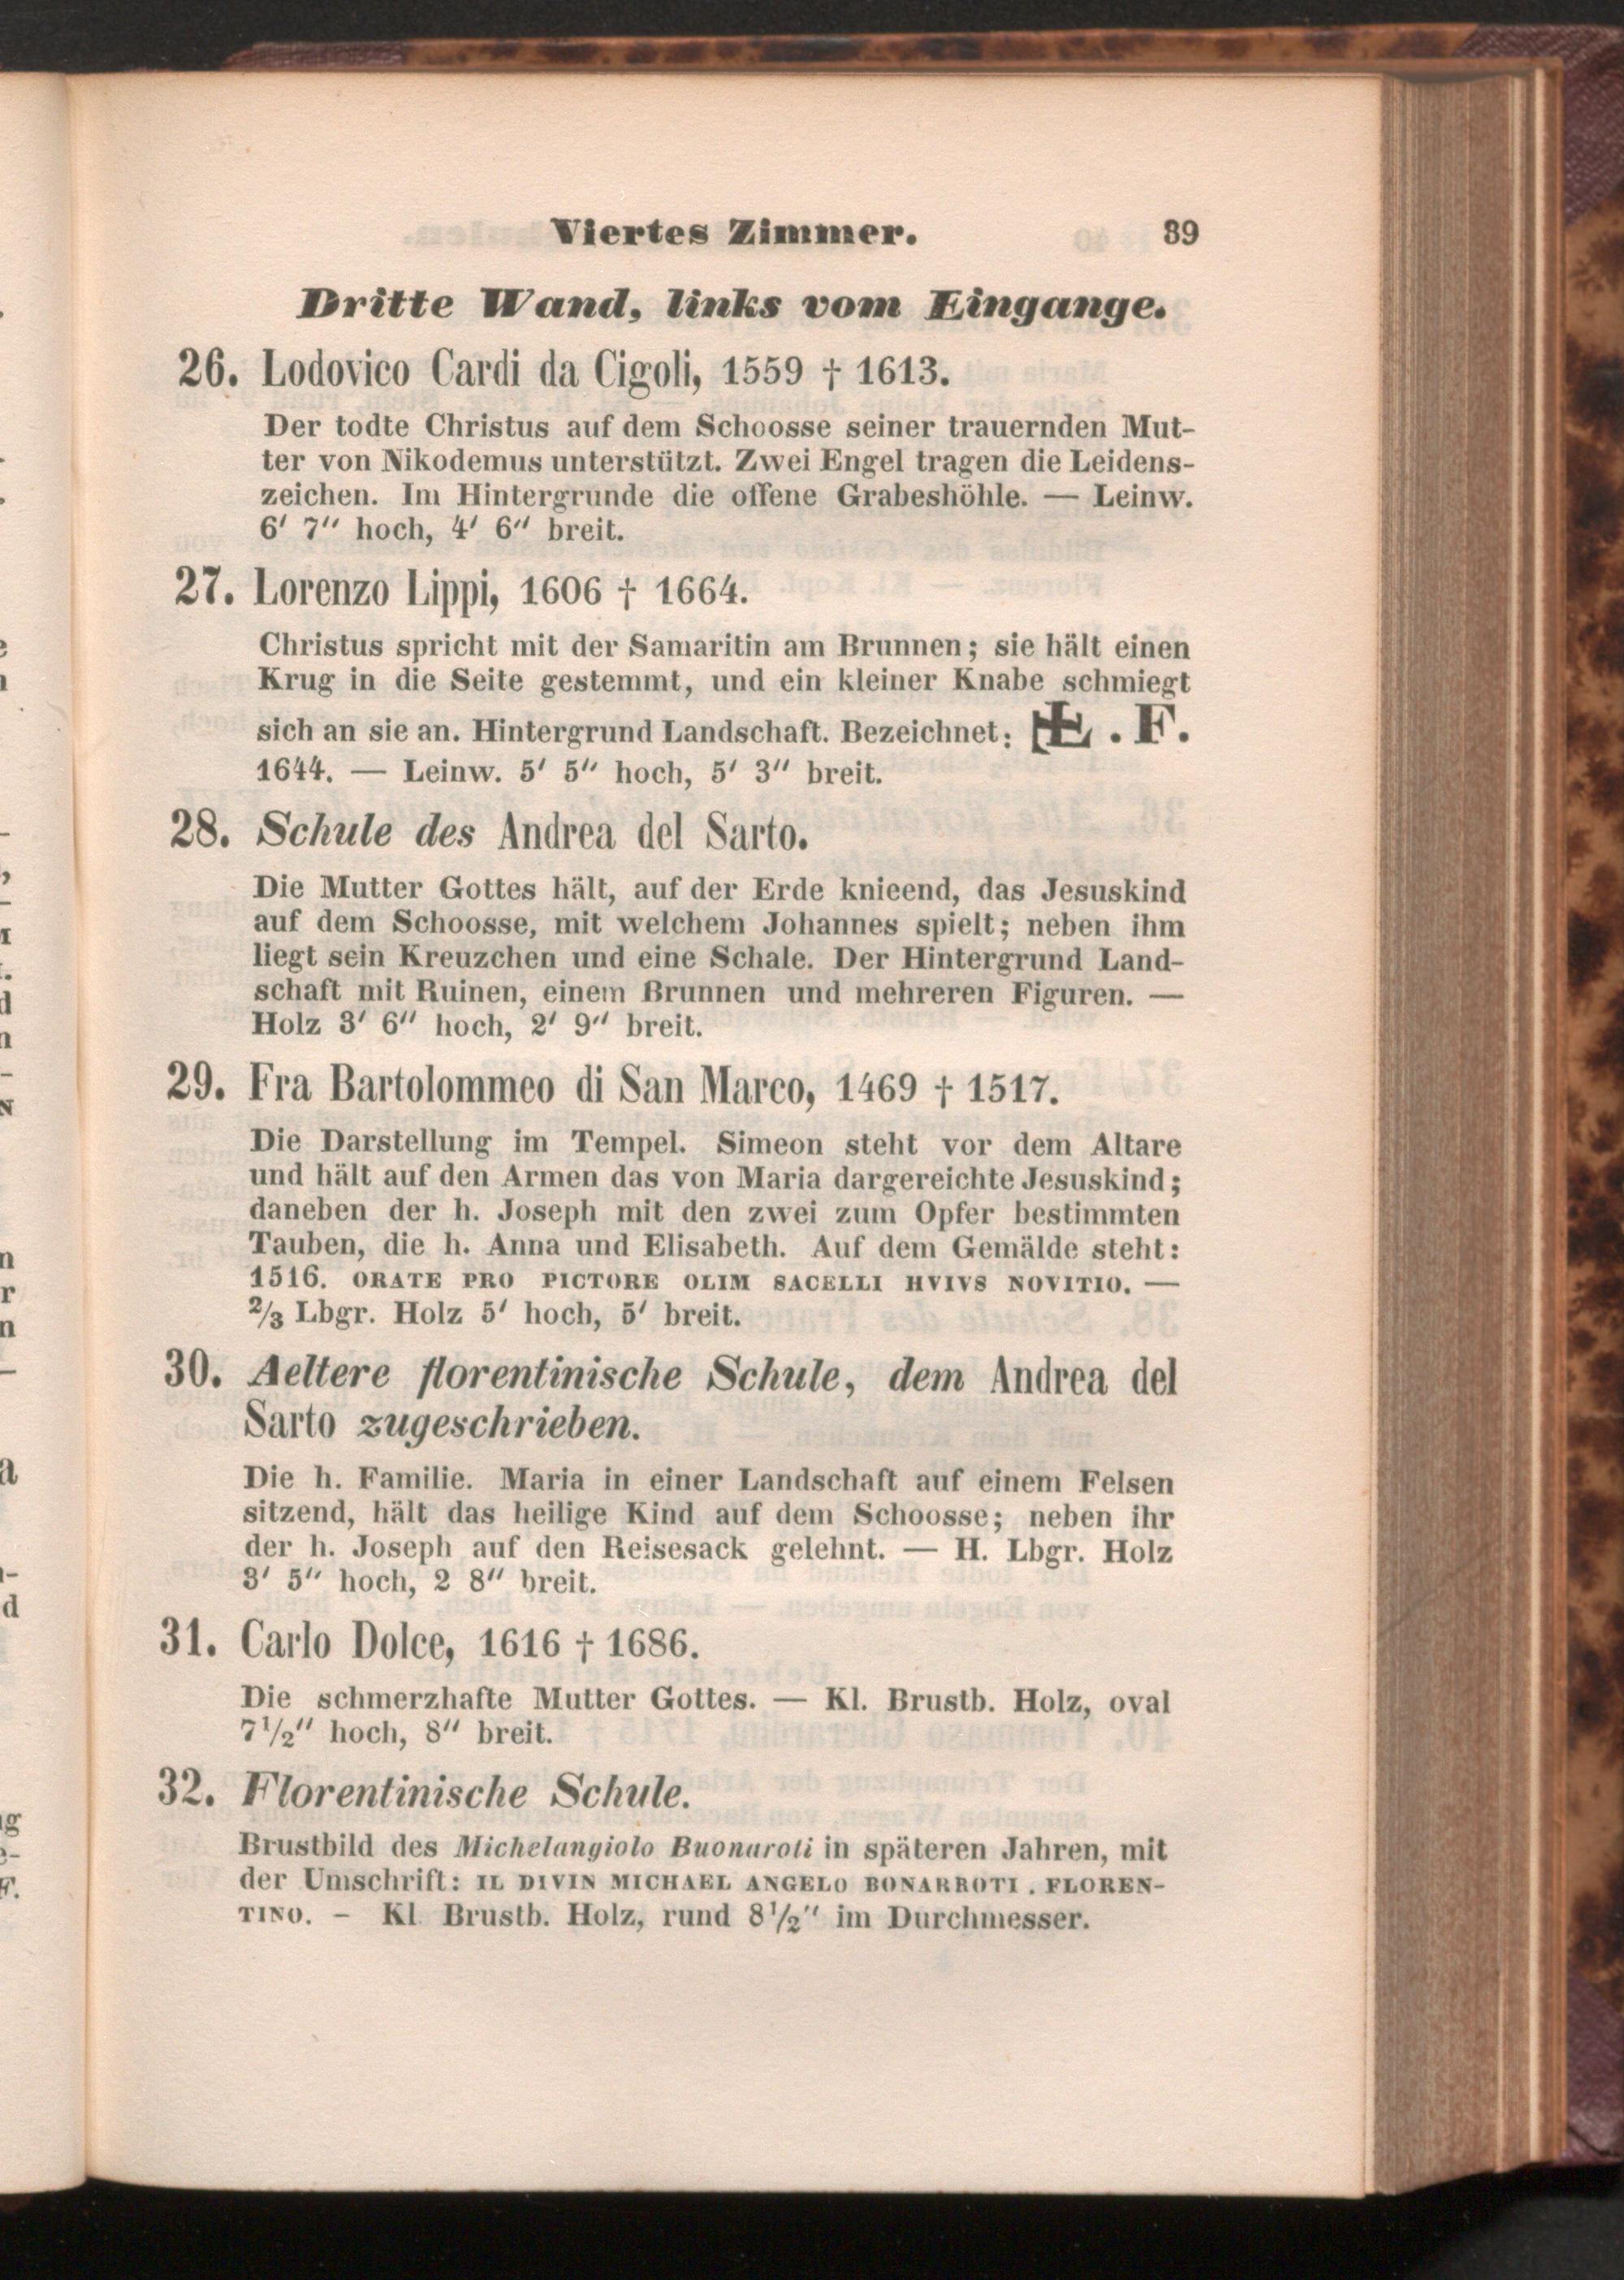 Viertes Zimmer. 39
Dritte Wand, links vom Eingange.
26. Lodovico Cardi da Cigoli, 1559 † 1613.
Der todte Christus auf dem Schoosse seiner trauernden Mut-
ter von Nikodemus unterstützt. Zwei Engel tragen die Leidens-
zeichen. Im Hintergrunde die offene Grabeshöhle. — Leinw.
6′ 7″ hoch, 4′ 6″ breit.
27. Lorenzo Lippi, 1606 † 1664.
Christus spricht mit der Samaritin am Brunnen; sie hält einen
Krug in die Seite gestemmt, und ein kleiner Knabe schmiegt
sich an sie an. Hintergrund Landschaft. Bezeichnet: . F.
1644. — Leinw. 5′ 5″ hoch, 5′ 3″ breit.
28. Schule des Andrea del Sarto.
Die Mutter Gottes hält, auf der Erde knieend, das Jesuskind
auf dem Schoosse, mit welchem Johannes spielt; neben ihm
liegt sein Kreuzchen und eine Schale. Der Hintergrund Land-
schaft mit Ruinen, einem Brunnen und mehreren Figuren. —
Holz 3′ 6″ hoch, 2′ 9″ breit.
29. Fra Bartolommeo di San Marco, 1469 † 1517.
Die Darstellung im Tempel. Simeon steht vor dem Altare
und hält auf den Armen das von Maria dargereichte Jesuskind;
daneben der h. Joseph mit den zwei zum Opfer bestimmten
Tauben, die h. Anna und Elisabeth. Auf dem Gemälde steht:
1516. ORATE PRO PICTORE OLIM SACELLI HVIVS NOVITIO. —
2/3 Lbgr. Holz 5′ hoch, 5′ breit.
30. Aeltere florentinische Schule, dem Andrea del
Sarto zugeschrieben.
Die h. Familie. Maria in einer Landschaft auf einem Felsen
sitzend, hält das heilige Kind auf dem Schoosse; neben ihr
der h. Joseph auf den Reisesack gelehnt. — H. Lbgr. Holz
3′ 5″ hoch, 2 8″ breit.
31. Carlo Dolce, 1616 † 1686.
Die schmerzhafte Mutter Gottes. — Kl. Brustb. Holz, oval
7 1/2″ hoch, 8″ breit.
32. Florentinische Schule.
Brustbild des Michelangiolo Buonaroti in späteren Jahren, mit
der Umschrift: IL DIVIN MICHAEL ANGELO BONARROTI . FLOREN-
TINO. – Kl Brustb. Holz, rund 8 1/2″ im Durchmesser.